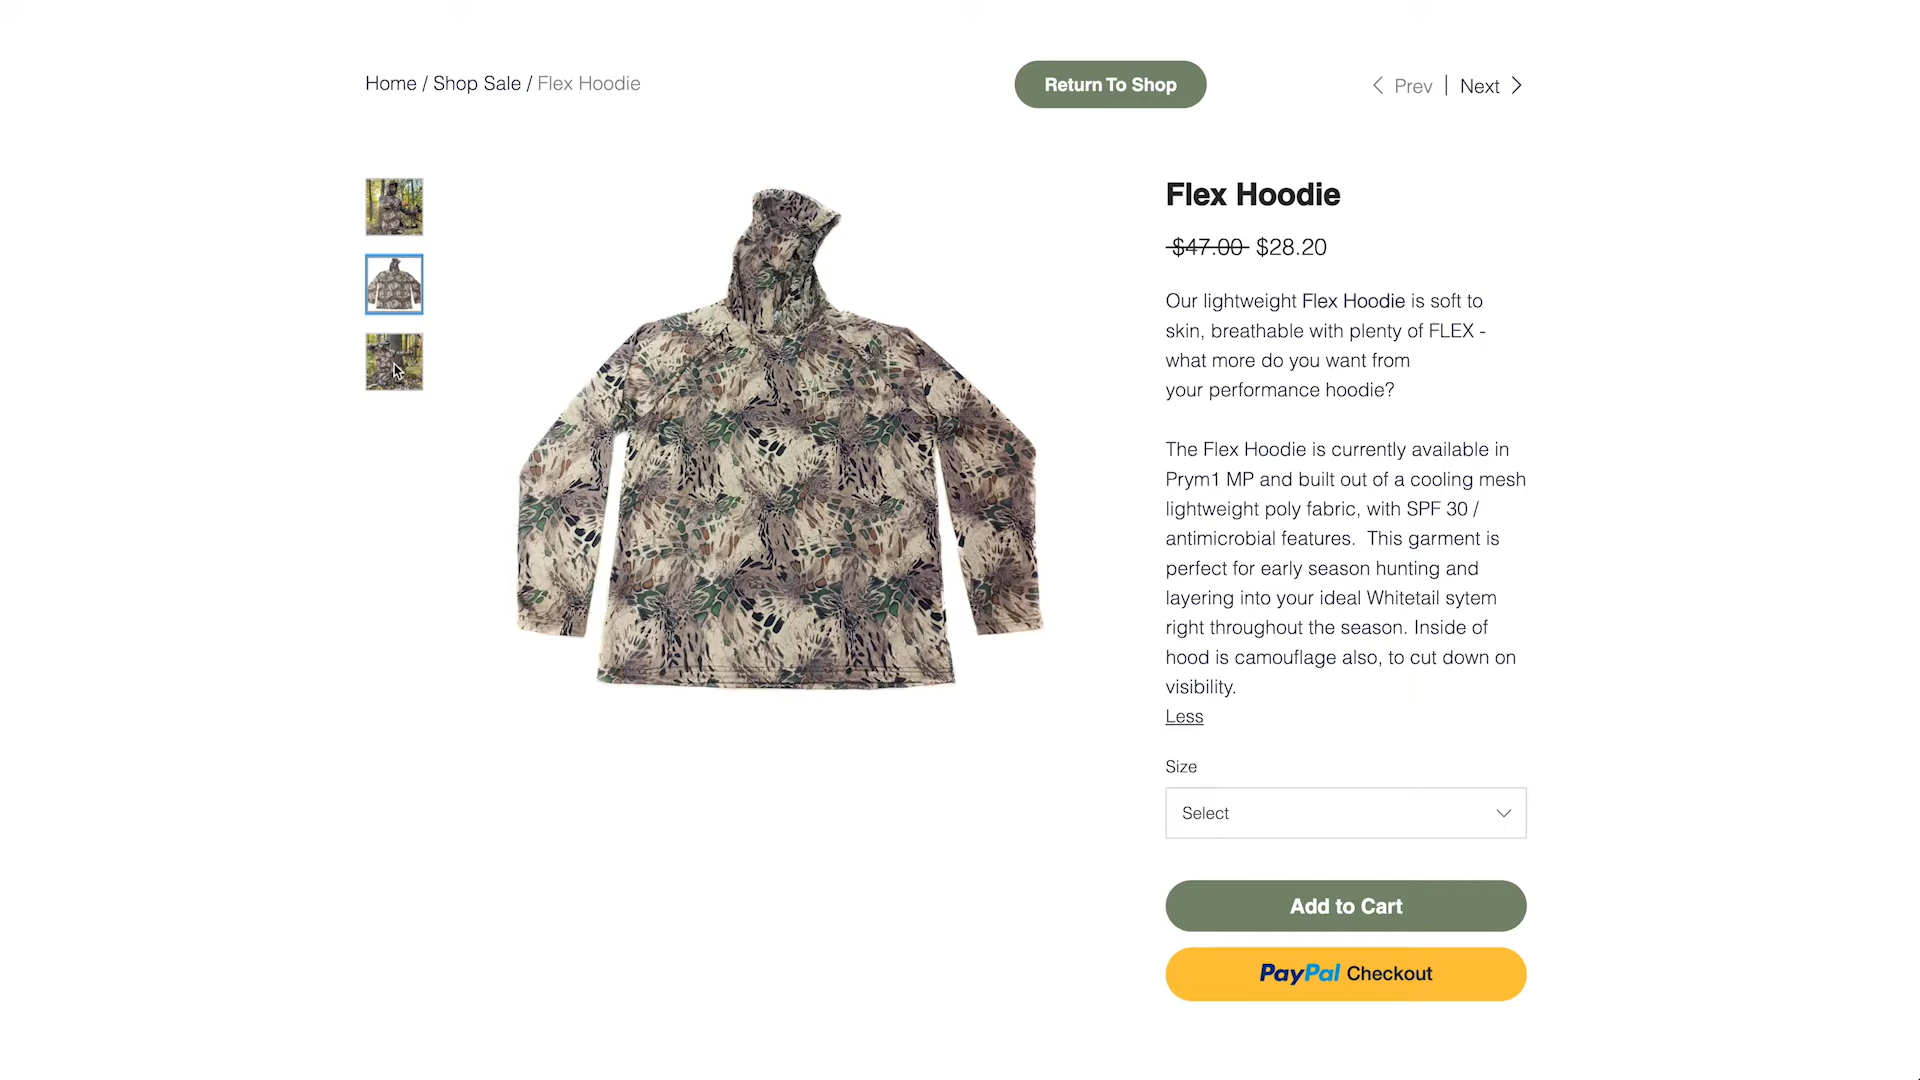 Home / Shop Sale / Flex Hoodie
Return To Shop
Prev | Next
Flex Hoodie
$47.00 $28.20
Our lightweight Flex Hoodie is soft to
skin, breathable with plenty of FLEX -
what more do you want from
your performance hoodie?
The Flex Hoodie is currently available in
Prym1 MP and built out of a cooling mesh
lightweight poly fabric, with SPF 30 /
antimicrobial features.  This garment is
perfect for early season hunting and
layering into your ideal Whitetail sytem
right throughout the season. Inside of
hood is camouflage also, to cut down on
visibility.
Less
Size
Select
Add to Cart
PayPal Checkout